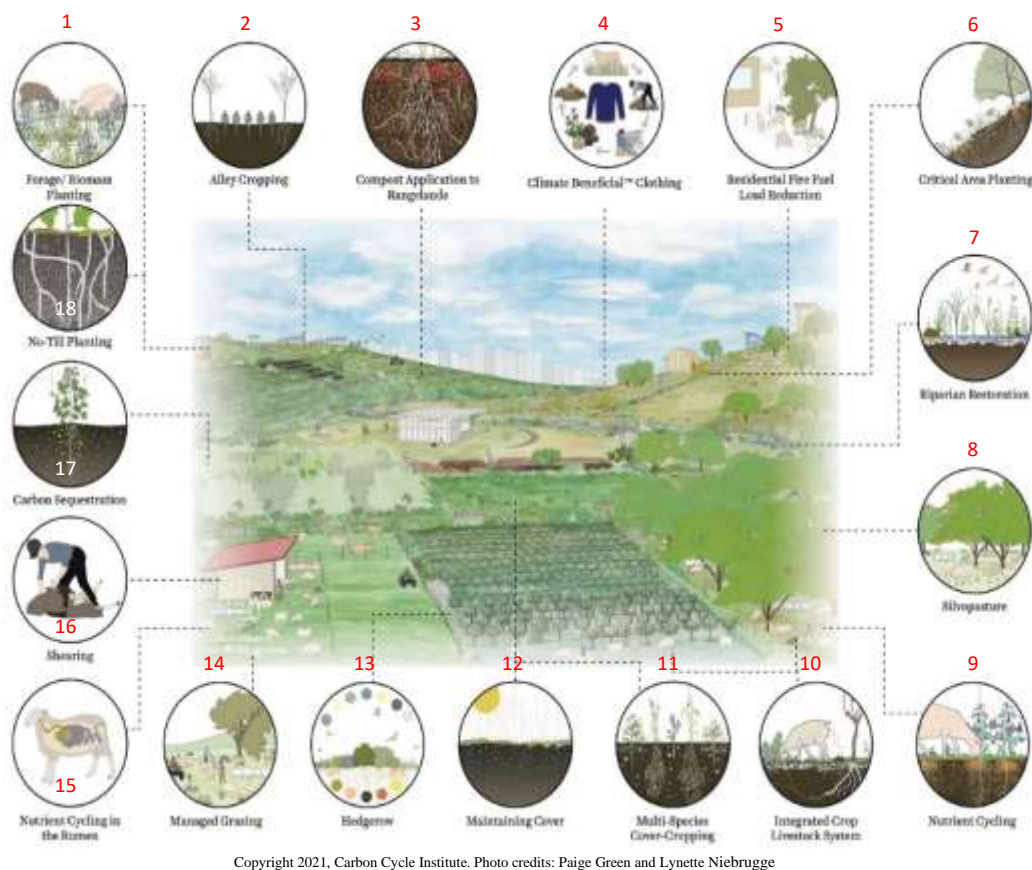 1
2
3
4
5
6
Forage/ Biomass
Planting
Alley Cropping
Compost Application to
Rangelands
Climate Beneficial™ Clothing
Residential Fire Fuel
Load Reduction
Critical Area Planting
7
18
No-Till Planting
Riparian Restoration
17
8
Carbon Sequestration
16
Silvopasture
Shearing
14
13
12
11
10
9
15
Nutrient Cycling in
the Rumen
Managed Grazing
Hedgerow
Maintaining Cover
Multi-Species
Cover-Cropping
Integrated Crop
Livestock System
Nutrient Cycling
Copyright 2021, Carbon Cycle Institute. Photo credits: Paige Green and Lynette Niebrugge